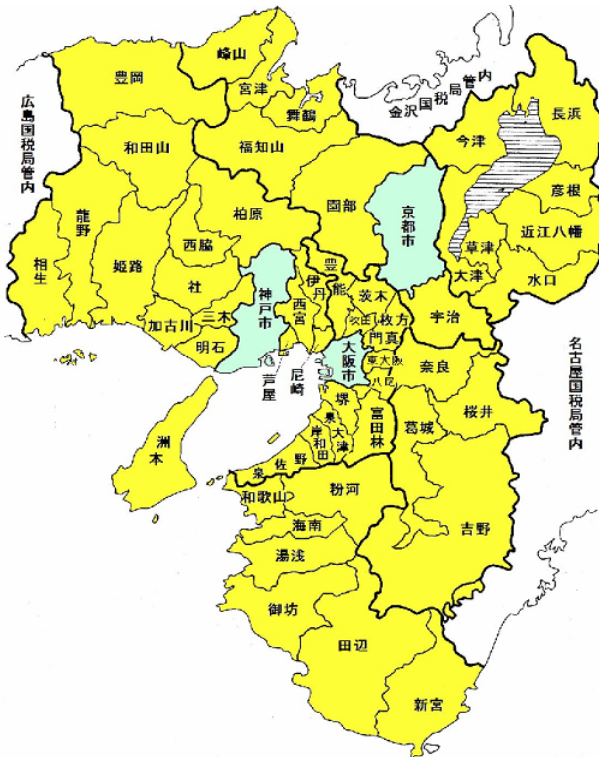 峰山
豊岡
宮津
舞鶴
金沢国税局管内
広島国税局管内
長浜
今津
和田山
福知山
彦根
園部
京都市
柏原
龍野
近江八幡
草津
西脇
大津
水口
相生
姫路
豊能
社
神戸市
伊丹
茨木
西宮
吹田
枚方
宇治
三木
加古川
門真
明石
大阪市
東大阪
奈良
芦屋
尼崎
八尾
名古屋国税局管内
堺
桜井
富田林
葛城
泉大津
岸和田
洲本
泉佐野
粉河
和歌山
海南
吉野
湯浅
御坊
田辺
新宮